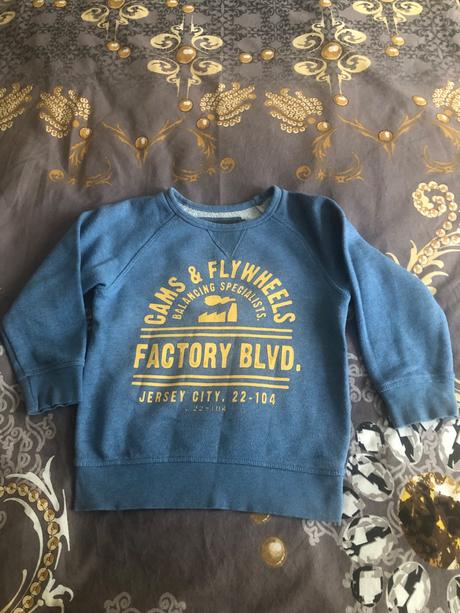 CAMS & FLYWHEELS
BALANCING SPECIALISTS.
FACTORY BLVD.
JERSEY CITY, 22-104